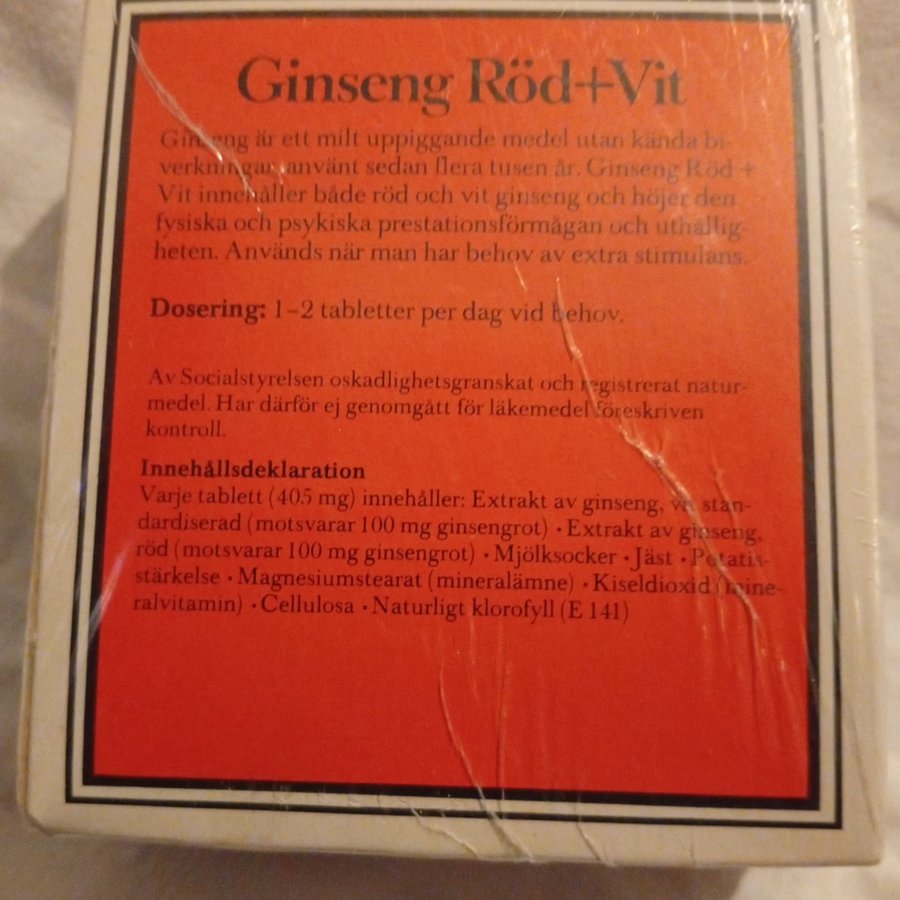 Ginseng Röd+Vit
Ginseng är ett milt uppiggande medel utan kända bi-
verkningar, använt sedan flera tusen år. Ginseng Röd +
Vit innehåller både röd och vit ginseng och höjer den
fysiska och psykiska prestationsförmågan och uthållig-
heten. Används när man har behov av extra stimulans.
Dosering: 1–2 tabletter per dag vid behov.
Av Socialstyrelsen oskadlighetsgranskat och registrerat natur-
medel. Har därför ej genomgått för läkemedel föreskriven
kontroll.
Innehållsdeklaration
Varje tablett (405 mg) innehåller: Extrakt av ginseng, vit stan-
dardiserad (motsvarar 100 mg ginsengrot) · Extrakt av ginseng,
röd (motsvarar 100 mg ginsengrot) · Mjölksocker · Jäst · Potatis-
stärkelse · Magnesiumstearat (mineralämne) · Kiseldioxid (mine-
ralvitamin) · Cellulosa · Naturligt klorofyll (E 141)